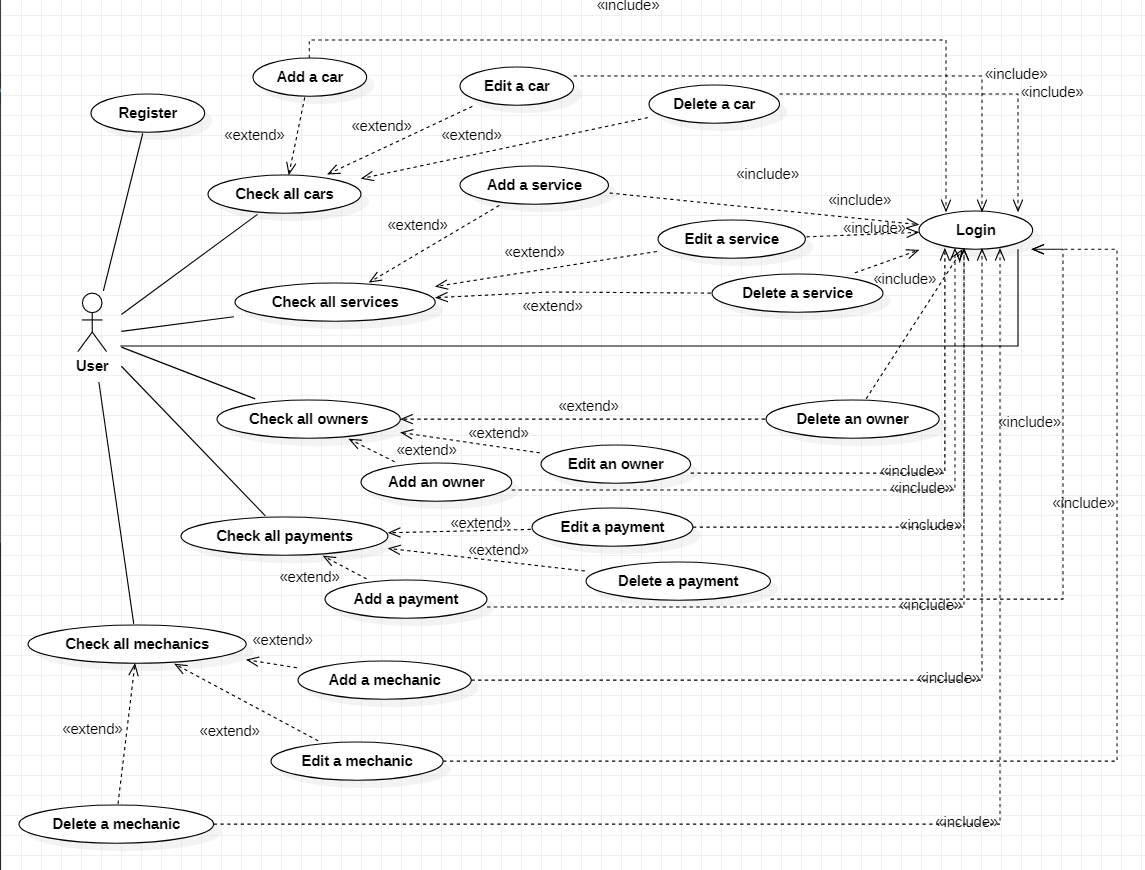 «include»
Add a car
Edit a car
«include»
Delete a car
«include»
Register
«extend»
«extend»
«extend»
Check all cars
Add a service
«include»
«include»
«extend»
Edit a service
«include»
Login
«extend»
Check all services
Delete a service
«include»
«extend»
User
Check all owners
«extend»
Delete an owner
«include»
«extend»
«extend»
Edit an owner
«include»
Add an owner
«include»
«include»
Check all payments
«extend»
Edit a payment
«include»
«extend»
«extend»
Delete a payment
Add a payment
«include»
Check all mechanics
«extend»
Add a mechanic
«include»
«extend»
«extend»
Edit a mechanic
Delete a mechanic
«include»